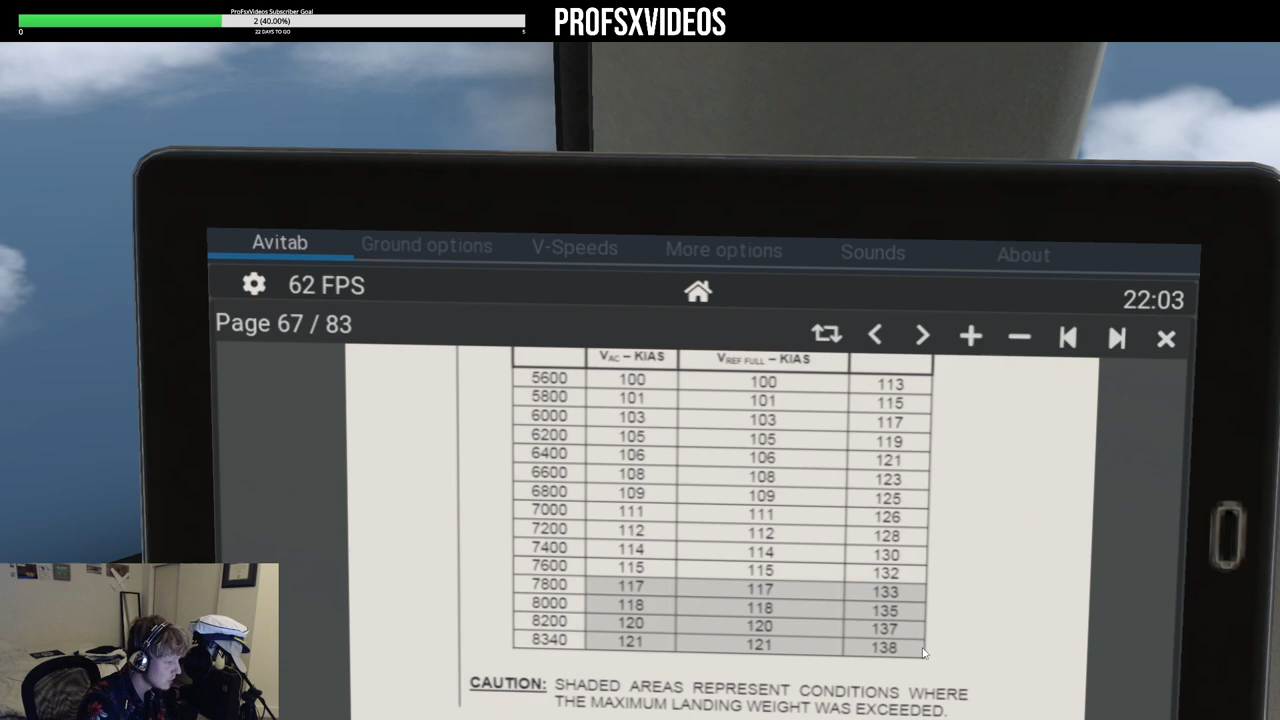 ProFsxVideos Subscriber Goal
2 (40.00%)
0
5
22 DAYS TO GO
PROFSXVIDEOS
Avitab Ground options V-Speeds More options Sounds About
62 FPS 22:03
Page 67 / 83
VAC – KIAS VREF FULL – KIAS
5600 100 100 113
5800 101 101 115
6000 103 103 117
6200 105 105 119
6400 106 106 121
6600 108 108 123
6800 109 109 125
7000 111 111 126
7200 112 112 128
7400 114 114 130
7600 115 115 132
7800 117 117 133
8000 118 118 135
8200 120 120 137
8340 121 121 138
CAUTION: SHADED AREAS REPRESENT CONDITIONS WHERE
THE MAXIMUM LANDING WEIGHT WAS EXCEEDED.